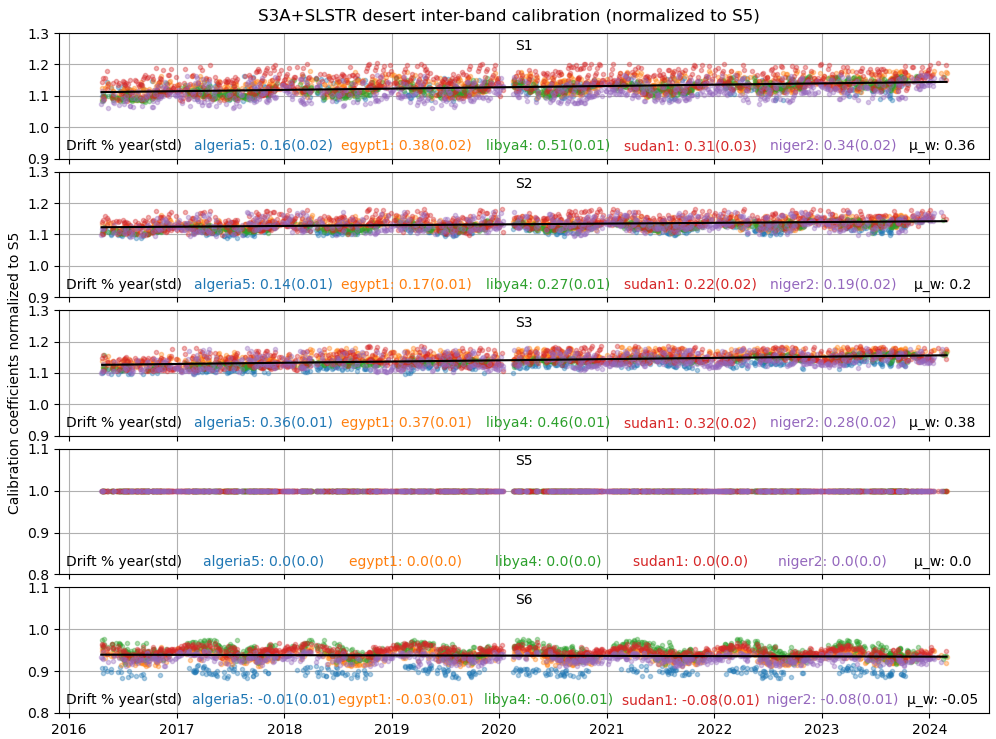 S3A+SLSTR desert inter-band calibration (normalized to S5)
Calibration coefficients normalized to S5
1.3
S1
1.2
1.1
1.0
Drift % year(std) algeria5: 0.16(0.02) egypt1: 0.38(0.02) libya4: 0.51(0.01) sudan1: 0.31(0.03) niger2: 0.34(0.02) μ_w: 0.36
0.9
1.3
S2
1.2
1.1
1.0
Drift % year(std) algeria5: 0.14(0.01) egypt1: 0.17(0.01) libya4: 0.27(0.01) sudan1: 0.22(0.02) niger2: 0.19(0.02) μ_w: 0.2
0.9
1.3
S3
1.2
1.1
1.0
Drift % year(std) algeria5: 0.36(0.01) egypt1: 0.37(0.01) libya4: 0.46(0.01) sudan1: 0.32(0.02) niger2: 0.28(0.02) μ_w: 0.38
0.9
1.1
S5
1.0
0.9
Drift % year(std) algeria5: 0.0(0.0) egypt1: 0.0(0.0) libya4: 0.0(0.0) sudan1: 0.0(0.0) niger2: 0.0(0.0) μ_w: 0.0
0.8
1.1
S6
1.0
0.9
Drift % year(std) algeria5: -0.01(0.01) egypt1: -0.03(0.01) libya4: -0.06(0.01) sudan1: -0.08(0.01) niger2: -0.08(0.01) μ_w: -0.05
0.8
2016 2017 2018 2019 2020 2021 2022 2023 2024